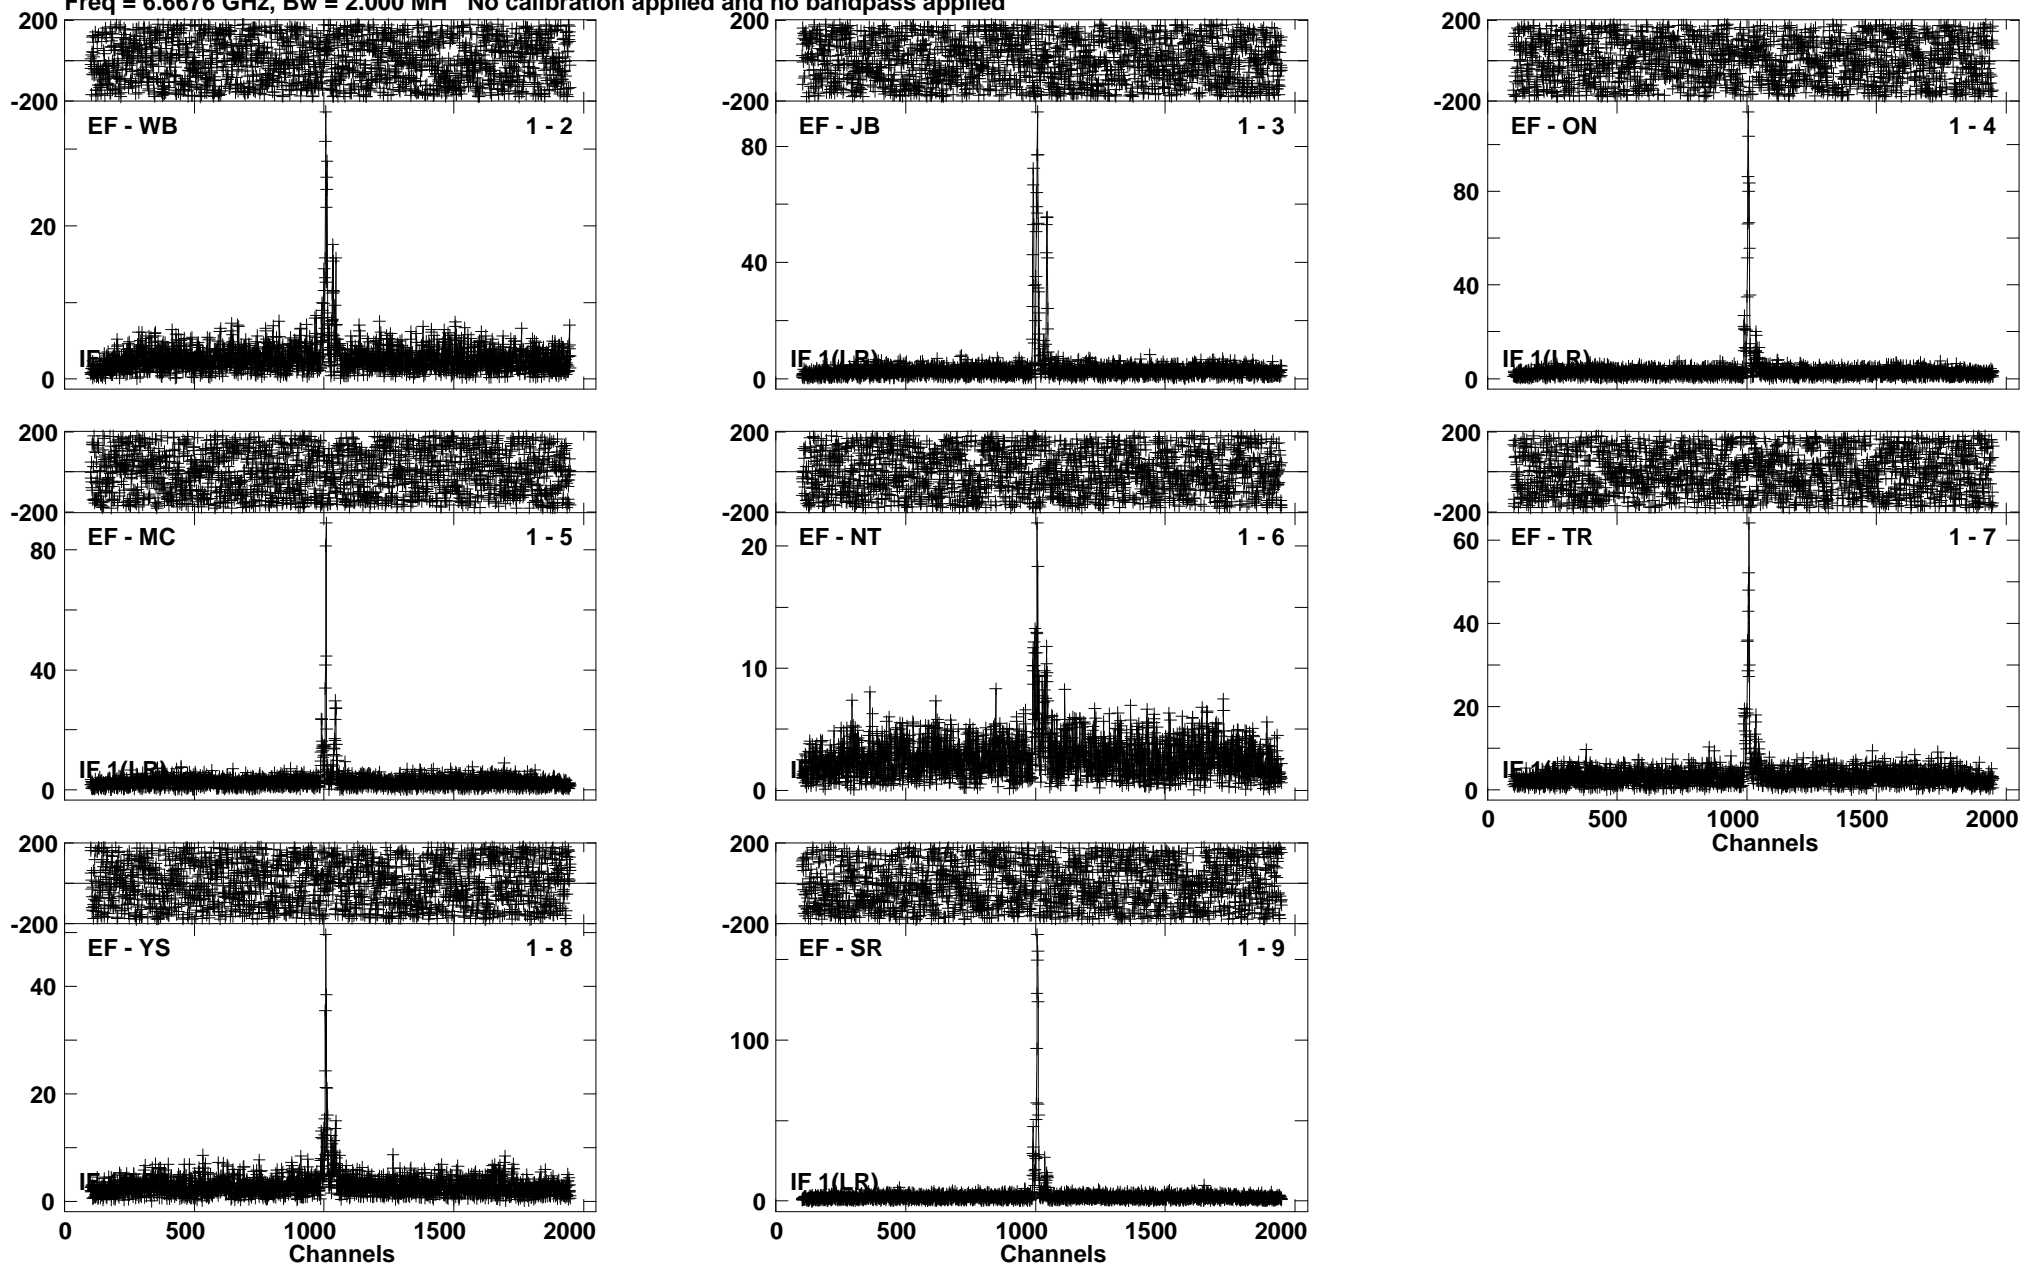 Freq = 6.6676 GHz, Bw = 2.000 MH No calibration applied and no bandpass applied
200
-200
EF - WB 1 - 2
20
0
IF
200
-200
EF - JB 1 - 3
80
40
0
IF 1(LR)
200
-200
EF - ON 1 - 4
80
40
0
IF 1(LR)
200
-200
EF - MC 1 - 5
80
40
0
IF 1(LR)
200
-200
EF - NT 1 - 6
20
10
0
200
-200
EF - TR 1 - 7
60
40
20
0
IF 1(
0 500 1000 1500 2000
Channels
200
-200
EF - YS 1 - 8
40
20
0
IF
0 500 1000 1500 2000
Channels
200
-200
EF - SR 1 - 9
100
0
IF 1(LR)
0 500 1000 1500 2000
Channels